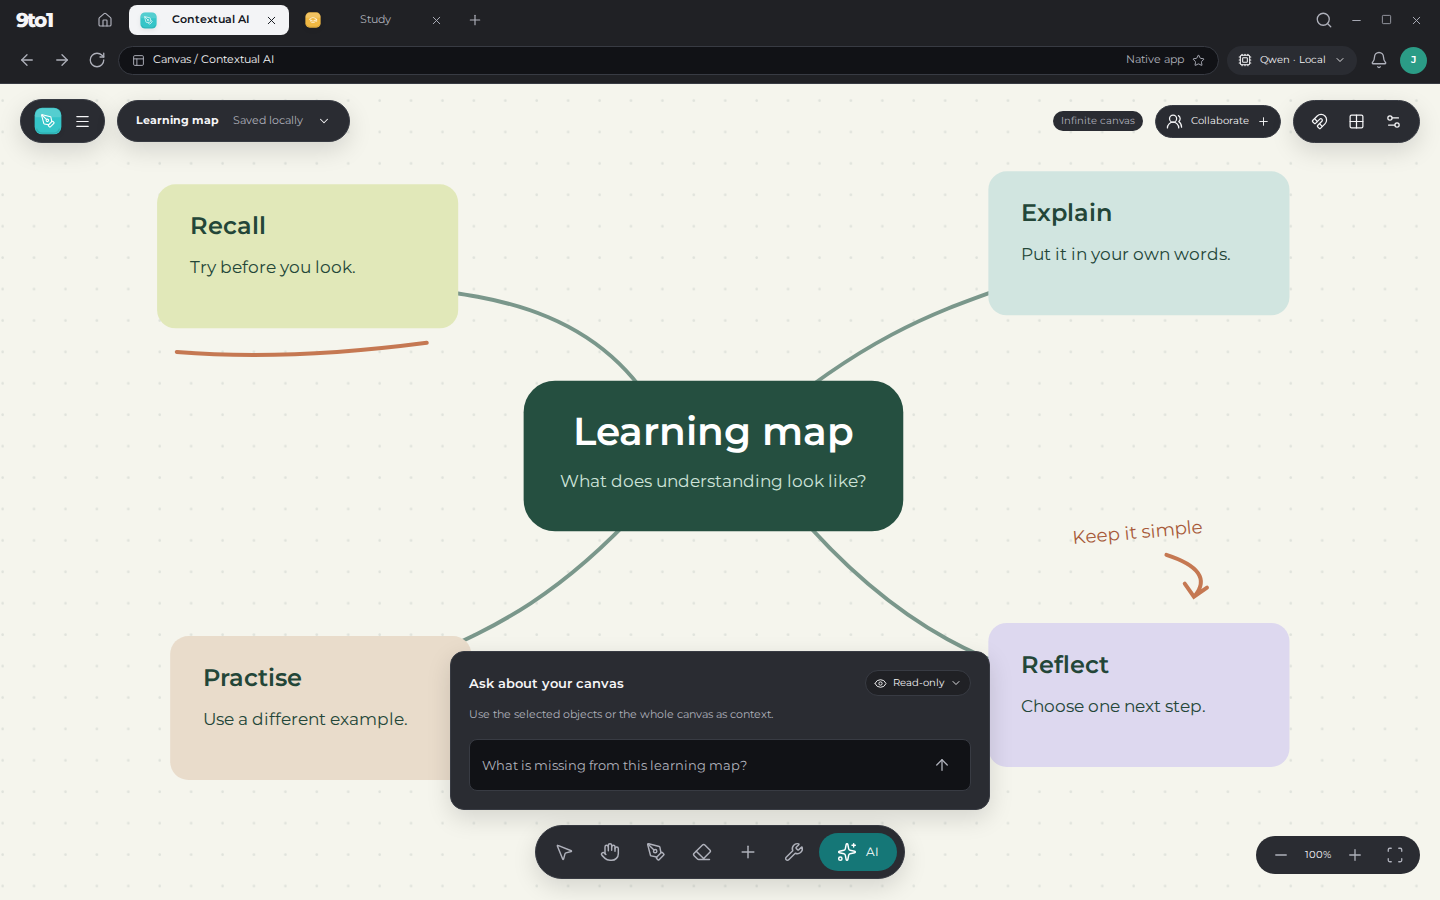 9to1
Contextual AI
Study
Canvas / Contextual AI
Native app
Qwen · Local
J
Learning map
Saved locally
Infinite canvas
Collaborate
Recall
Try before you look.
Explain
Put it in your own words.
Learning map
What does understanding look like?
Keep it simple
Practise
Use a different example.
Reflect
Choose one next step.
Ask about your canvas
Read-only
Use the selected objects or the whole canvas as context.
What is missing from this learning map?
AI
100%